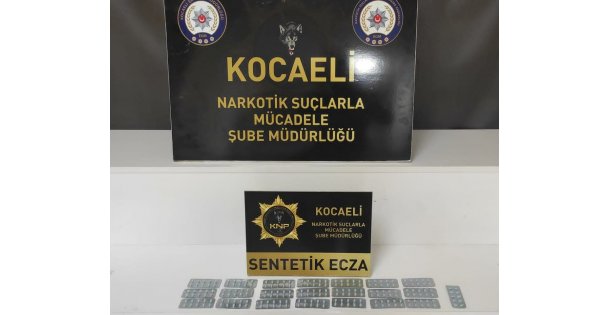 KOCAELİ
NARKOTİK SUÇLARLA
MÜCADELE
ŞUBE MÜDÜRLÜĞÜ
KNP
KOCAELİ
NARKOTİK SUÇLARLA
MÜCADELE
ŞUBE MÜDÜRLÜĞÜ
SENTETİK ECZA